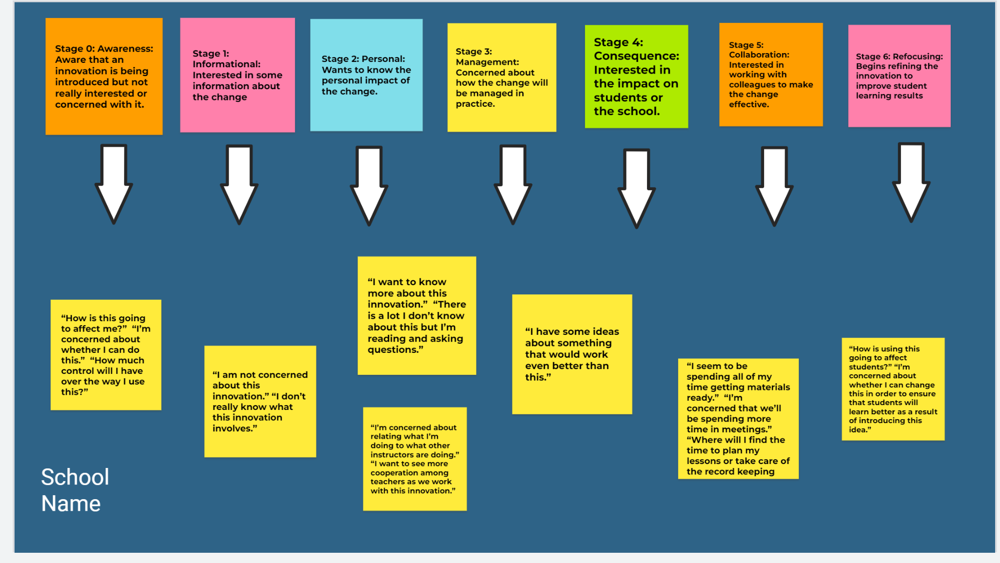 Stage 0: Awareness:
Aware that an
innovation is being
introduced but not
really interested or
concerned with it.
Stage 1:
Informational:
Interested in some
information about
the change
Stage 2: Personal:
Wants to know the
personal impact of
the change.
Stage 3:
Management:
Concerned about
how the change will
be managed in
practice.
Stage 4:
Consequence:
Interested in
the impact on
students or
the school.
Stage 5:
Collaboration:
Interested in
working with
colleagues to make
the change
effective.
Stage 6: Refocusing:
Begins refining the
innovation to
improve student
learning results
“How is this going
to affect me?”  “I’m
concerned about
whether I can do
this.”  “How much
control will I have
over the way I use
this?”
“I am not concerned
about this
innovation.” “I don’t
really know what
this innovation
involves.”
“I want to know
more about this
innovation.”  “There
is a lot I don’t know
about this but I’m
reading and asking
questions.”
“I’m concerned about
relating what I’m
doing to what other
instructors are doing.”
“I want to see more
cooperation among
teachers as we work
with this innovation.”
“I have some ideas
about something
that would work
even better than
this.”
“I seem to be
spending all of my
time getting materials
ready.”  “I’m
concerned that we’ll
be spending more
time in meetings.”
“Where will I find the
time to plan my
lessons or take care of
the record keeping
“How is using this
going to affect
students?” “I’m
concerned about
whether I can change
this in order to ensure
that students will
learn better as a result
of introducing this
idea.”
School
Name